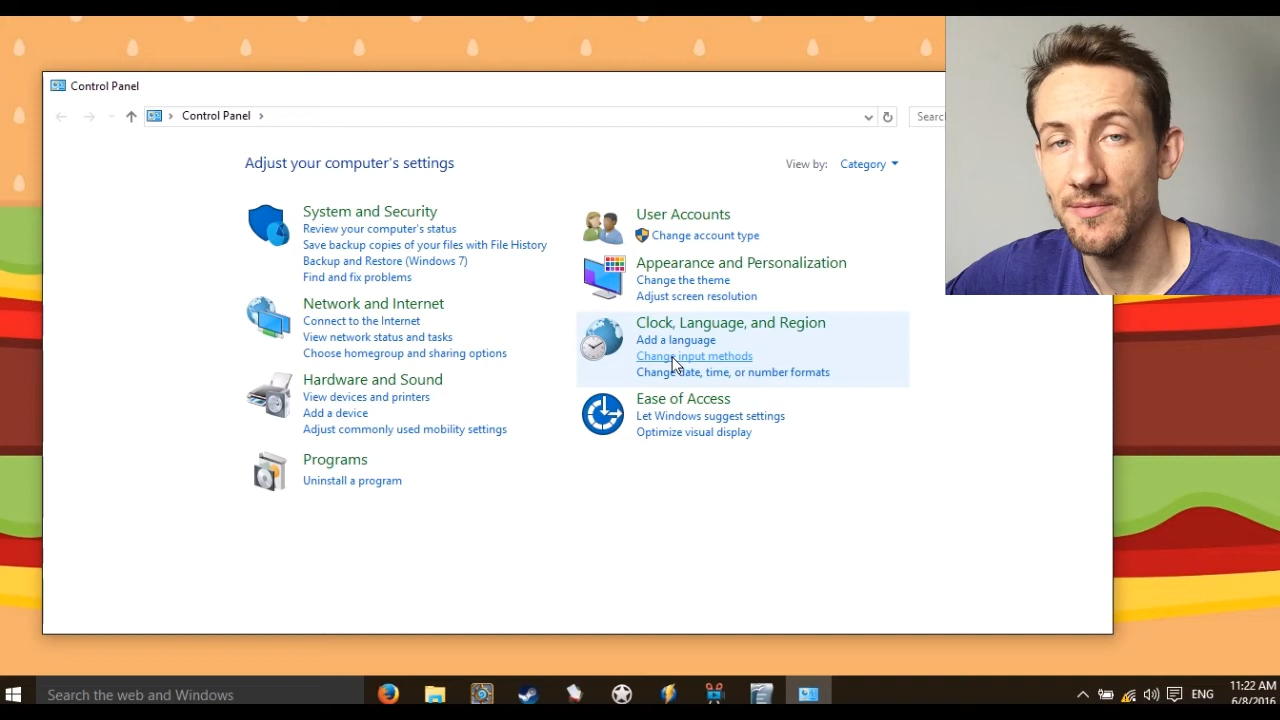 Control Panel
Control Panel
Search
Adjust your computer's settings
View by: Category
System and Security
Review your computer's status
Save backup copies of your files with File History
Backup and Restore (Windows 7)
Find and fix problems
Network and Internet
Connect to the Internet
View network status and tasks
Choose homegroup and sharing options
Hardware and Sound
View devices and printers
Add a device
Adjust commonly used mobility settings
Programs
Uninstall a program
User Accounts
Change account type
Appearance and Personalization
Change the theme
Adjust screen resolution
Clock, Language, and Region
Add a language
Change input methods
Change date, time, or number formats
Ease of Access
Let Windows suggest settings
Optimize visual display
Search the web and Windows
ENG
11:22 AM
6/8/2016